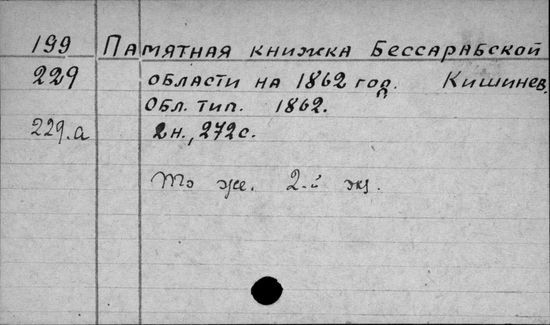 199 Памятная книжка Бессарабской
229 области на 1862 год. Кишинев,
Обл. тип. 1862.
229.а 2н., 272с.
То же. 2-й экз.